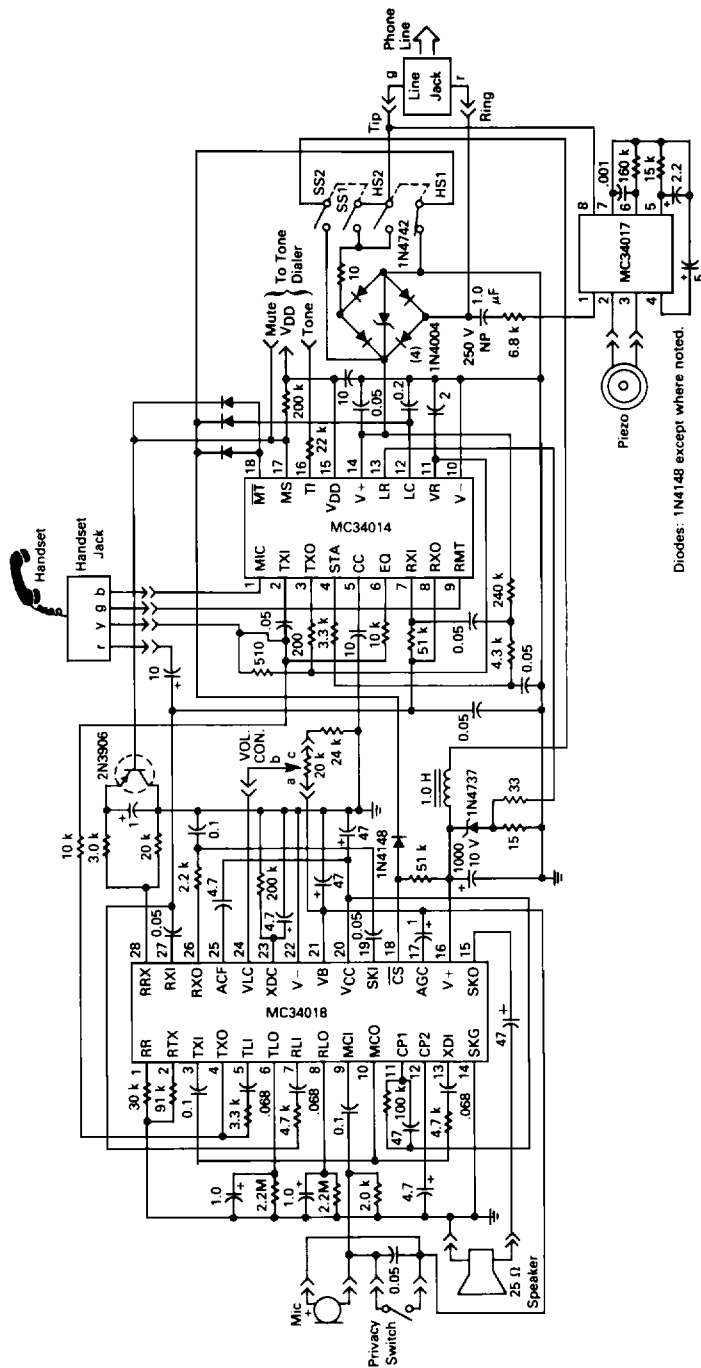 Handset
Handset
Jack
r
y
g
b
10
+
2N3906
10 k
3.0 k
20 k
1
+
0.05
2.2 k
0.1
4.7
200 k
4.7
+
47
+
47
+
0.05
1
+
VOL.
CON.
a
b
c
20 k
24 k
28
27
26
25
24
23
22
21
20
19
18
17
16
15
RRX
RXI
RXO
ACF
VLC
XDC
V-
VB
VCC
SKI
CS
AGC
V+
SKO
MC34018
RR
RTX
TXI
TXO
TLI
TLO
RLI
RLO
MCI
MCO
CP1
CP2
XDI
SKG
1
2
3
4
5
6
7
8
9
10
11
12
13
14
30 k
91 k
0.1
3.3 k
.068
4.7 k
.068
0.1
100 k
47
4.7 k
.068
1.0
+
2.2M
1.0
+
2.2M
2.0 k
4.7
+
Mic
+
Privacy
Switch
0.05
25 Ω
Speaker
47
+
1N4148
51 k
1000
10 V
+
1.0 H
1N4737
15
33
510
200
.05
3.3 k
10
10 k
51 k
0.05
0.05
4.3 k
240 k
0.05
1
2
3
4
5
6
7
8
9
MIC
TXI
TXO
STA
CC
EQ
RXI
RXO
RMT
MC34014
MT
MS
TI
VDD
V+
LR
LC
VR
V-
18
17
16
15
14
13
12
11
10
200 k
22 k
10
0.05
0.2
2
Mute
VDD
Tone
To Tone
Dialer
10
SS2
SS1
HS2
HS1
1N4742
(4)
1N4004
250 V
NP
1.0
µF
6.8 k
Tip
Ring
g
r
Line
Jack
Phone
Line
MC34017
1
2
3
4
8
7
6
5
.001
160 k
15 k
2.2
+
+
5
Piezo
Diodes: 1N4148 except where noted.